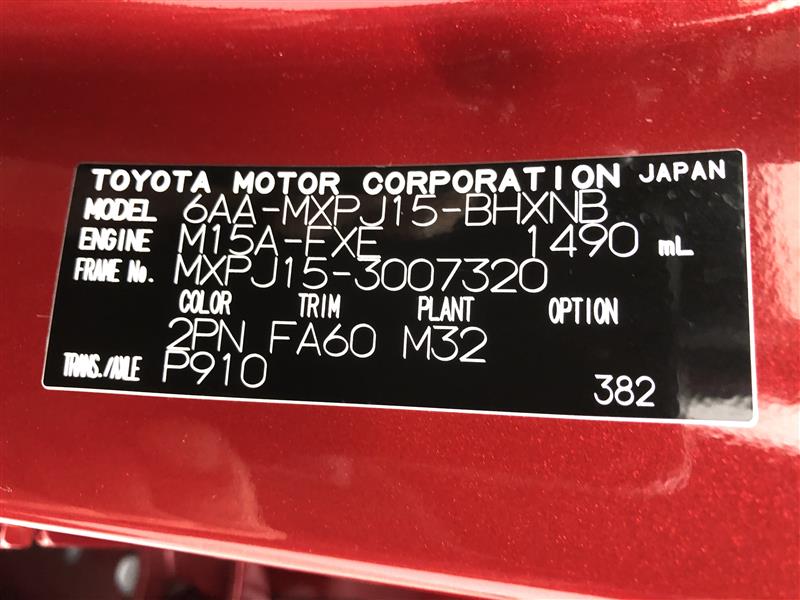 TOYOTA MOTOR CORPORATION JAPAN
MODEL 6AA-MXPJ15-BHXNB
ENGINE M15A-FXE 1490 mL
FRAME No. MXPJ15-3007320
COLOR TRIM PLANT OPTION
2PN FA60 M32
TRANS./AXLE P910
382